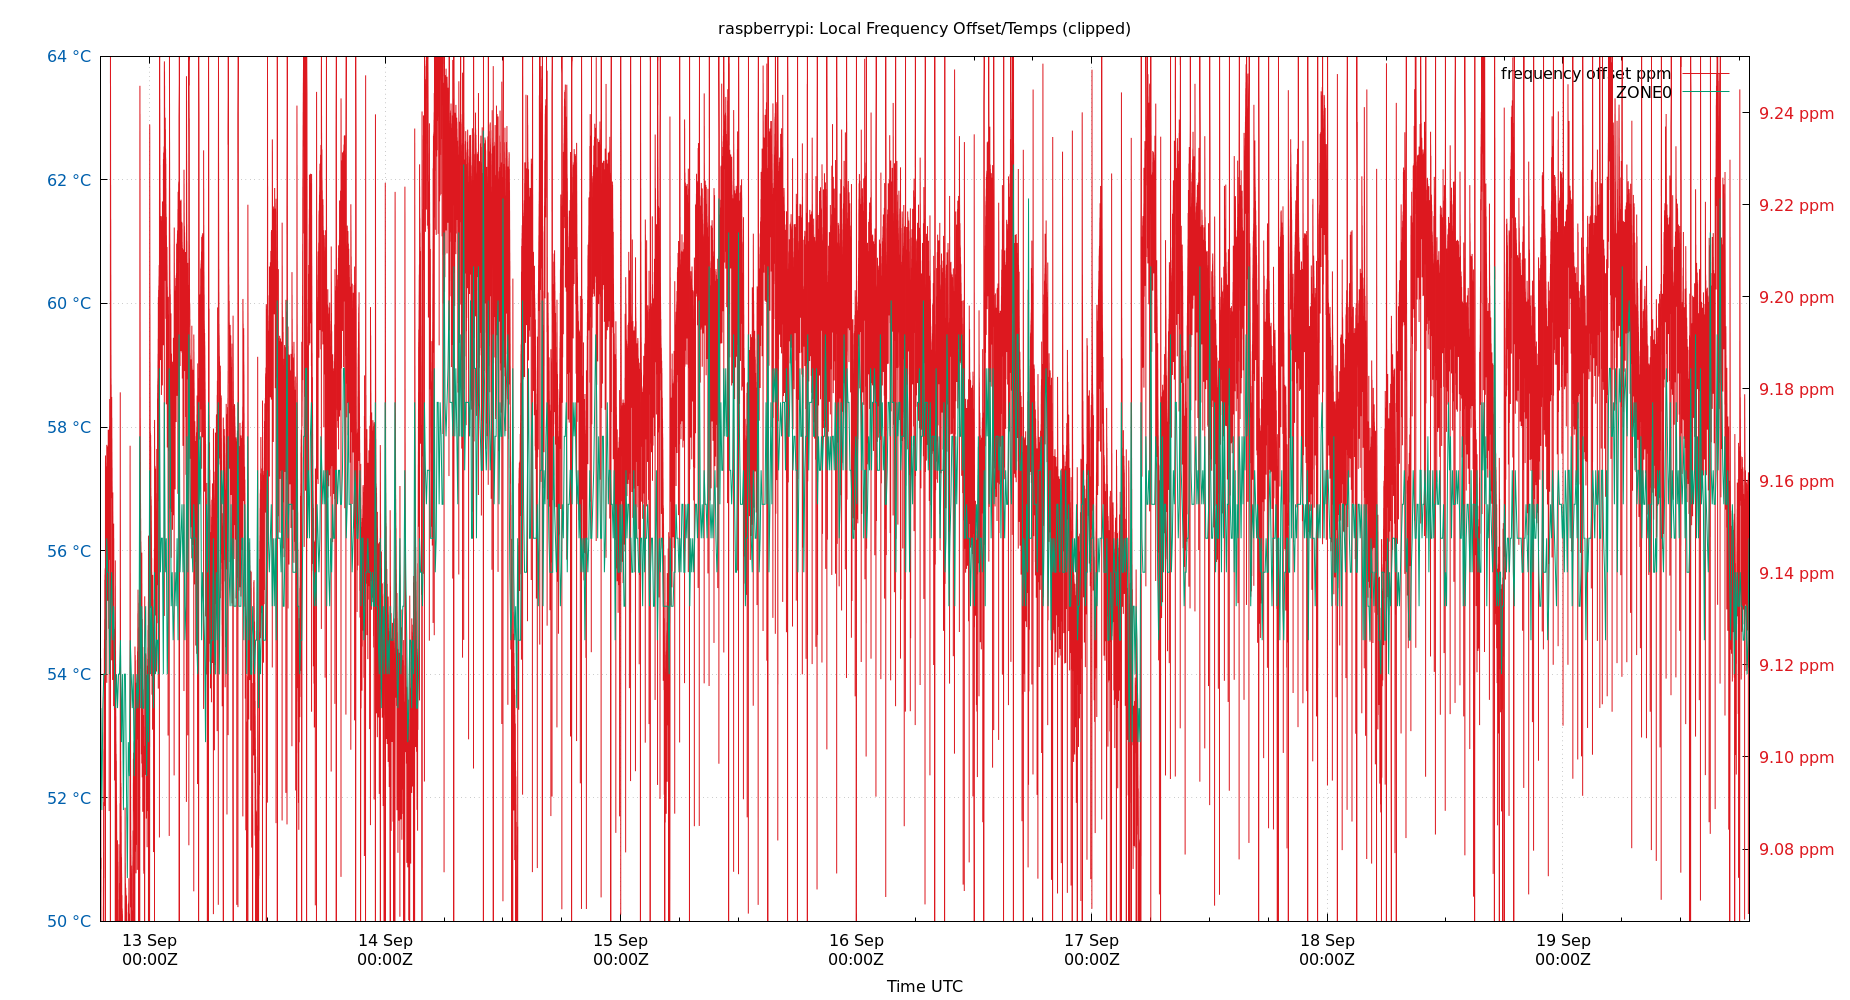 raspberrypi: Local Frequency Offset/Temps (clipped)
64 °C
62 °C
60 °C
58 °C
56 °C
54 °C
52 °C
50 °C
frequency offset ppm
ZONE0
9.24 ppm
9.22 ppm
9.20 ppm
9.18 ppm
9.16 ppm
9.14 ppm
9.12 ppm
9.10 ppm
9.08 ppm
13 Sep
00:00Z
14 Sep
00:00Z
15 Sep
00:00Z
16 Sep
00:00Z
17 Sep
00:00Z
18 Sep
00:00Z
19 Sep
00:00Z
Time UTC